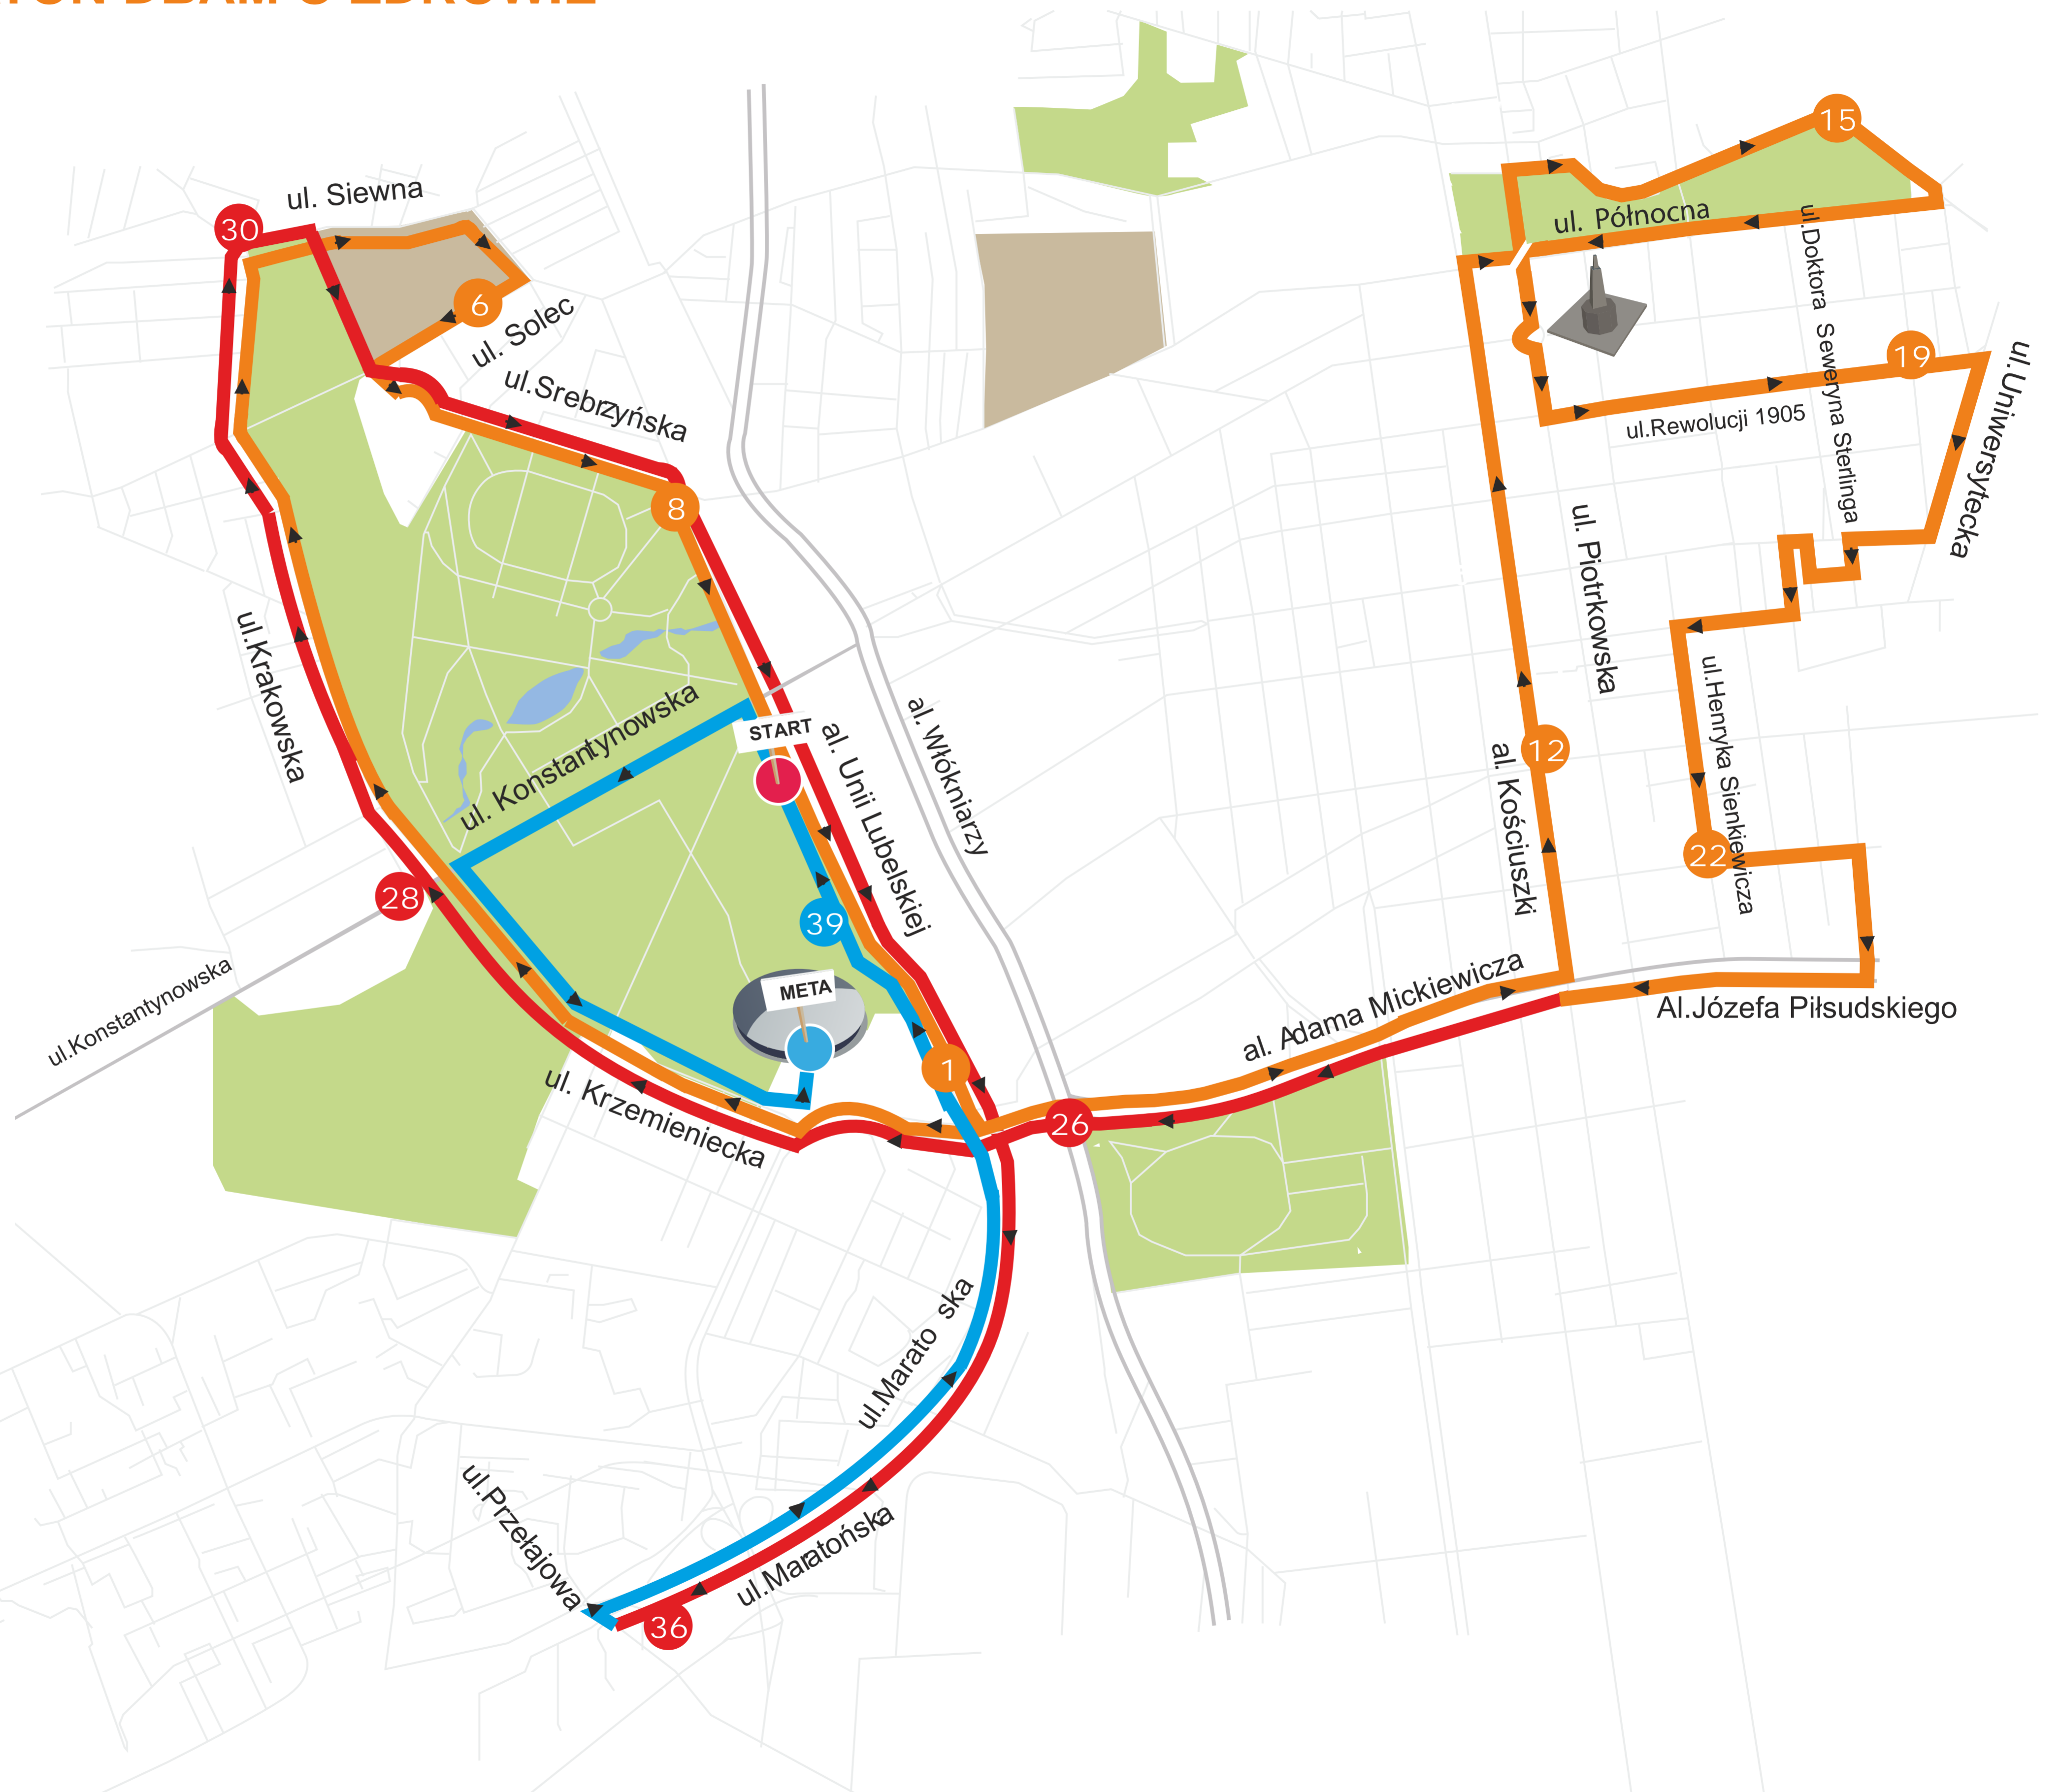 DBAM O ZDROWIE
15
ul. Siewna
30
ul. Północna
ul.Doktora Seweryna Sterlinga
6
ul. Solec
19
ul.Uniwersytecka
ul.Srebrzyńska
ul.Rewolucji 1905
8
ul. Piotrkowska
ul.Krakowska
ul.Henryka Sienkiewicza
ul. Konstantynowska
START
al. Unii Lubelskiej
al. Włókniarzy
12
al. Kościuszki
22
28
39
ul.Konstantynowska
META
al. Adama Mickiewicza
Al.Józefa Piłsudskiego
1
ul. Krzemieniecka
26
ul.Marato ska
ul.Przełajowa
ul.Maratońska
36